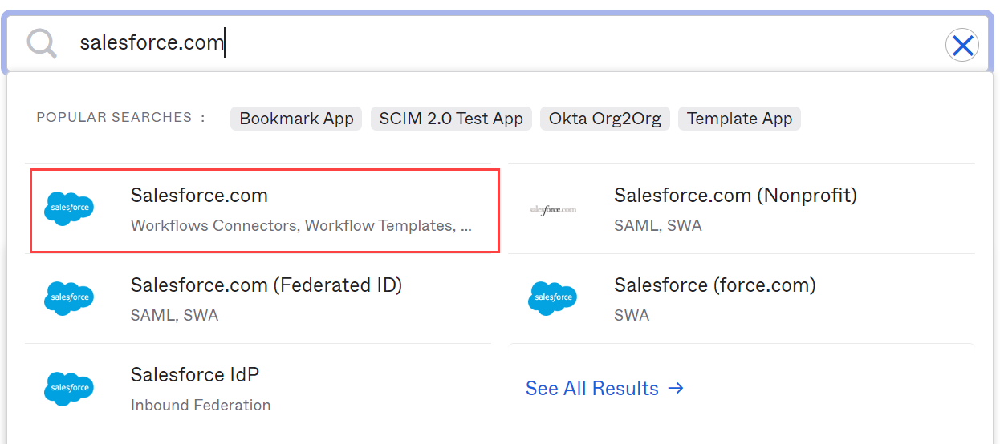 salesforce.com
POPULAR SEARCHES :
Bookmark App
SCIM 2.0 Test App
Okta Org2Org
Template App
salesforce
Salesforce.com
Workflows Connectors, Workflow Templates, ...
salesforce.com
Salesforce.com (Nonprofit)
SAML, SWA
salesforce
Salesforce.com (Federated ID)
SAML, SWA
salesforce
Salesforce (force.com)
SWA
salesforce
Salesforce IdP
Inbound Federation
See All Results →